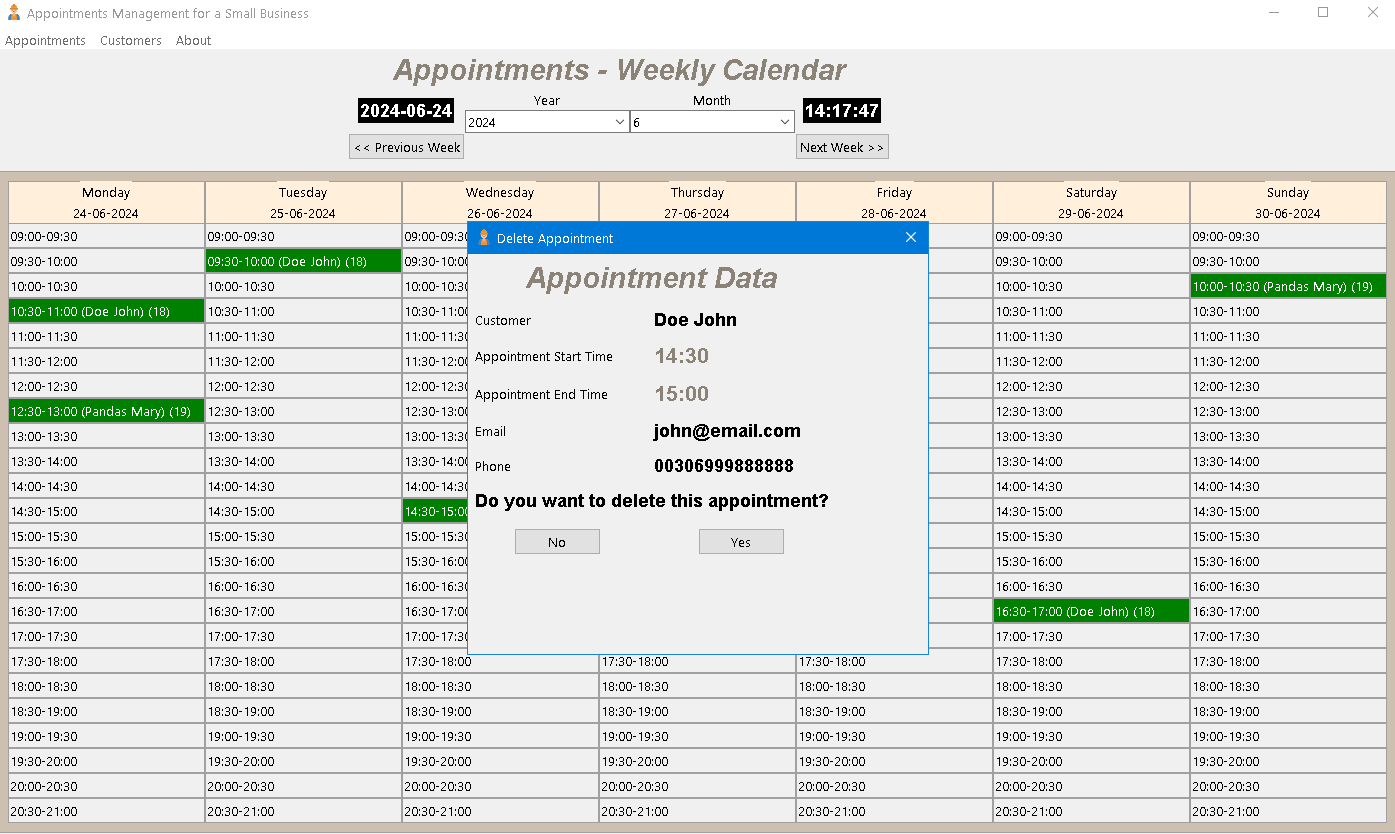 Appointments Management for a Small Business
Appointments Customers About
Appointments - Weekly Calendar
Year Month
2024-06-24 2024 6 14:17:47
<< Previous Week Next Week >>
Monday Tuesday Wednesday Thursday Friday Saturday Sunday
24-06-2024 25-06-2024 26-06-2024 27-06-2024 28-06-2024 29-06-2024 30-06-2024
09:00-09:30 09:00-09:30 09:00-09:3 Delete Appointment 09:00-09:30 09:00-09:30
09:30-10:00 09:30-10:00 (Doe John) (18) 09:30-10:0 09:30-10:00 09:30-10:00
Appointment Data
10:00-10:30 10:00-10:30 10:00-10:3 10:00-10:30 10:00-10:30 (Pandas Mary) (19)
10:30-11:00 (Doe John) (18) 10:30-11:00 10:30-11:0 Customer Doe John 10:30-11:00 10:30-11:00
11:00-11:30 11:00-11:30 11:00-11:3 11:00-11:30 11:00-11:30
11:30-12:00 11:30-12:00 11:30-12:0 Appointment Start Time 14:30 11:30-12:00 11:30-12:00
12:00-12:30 12:00-12:30 12:00-12:3 Appointment End Time 15:00 12:00-12:30 12:00-12:30
12:30-13:00 (Pandas Mary) (19) 12:30-13:00 12:30-13:0 12:30-13:00 12:30-13:00
13:00-13:30 13:00-13:30 13:00-13:3 Email john@email.com 13:00-13:30 13:00-13:30
13:30-14:00 13:30-14:00 13:30-14:0 Phone 00306999888888 13:30-14:00 13:30-14:00
14:00-14:30 14:00-14:30 14:00-14:3 14:00-14:30 14:00-14:30
14:30-15:00 14:30-15:00 14:30-15:0 Do you want to delete this appointment? 14:30-15:00 14:30-15:00
15:00-15:30 15:00-15:30 15:00-15:3 No Yes 15:00-15:30 15:00-15:30
15:30-16:00 15:30-16:00 15:30-16:0 15:30-16:00 15:30-16:00
16:00-16:30 16:00-16:30 16:00-16:3 16:00-16:30 16:00-16:30
16:30-17:00 16:30-17:00 16:30-17:0 16:30-17:00 (Doe John) (18) 16:30-17:00
17:00-17:30 17:00-17:30 17:00-17:3 17:00-17:30 17:00-17:30
17:30-18:00 17:30-18:00 17:30-18:00 17:30-18:00 17:30-18:00 17:30-18:00 17:30-18:00
18:00-18:30 18:00-18:30 18:00-18:30 18:00-18:30 18:00-18:30 18:00-18:30 18:00-18:30
18:30-19:00 18:30-19:00 18:30-19:00 18:30-19:00 18:30-19:00 18:30-19:00 18:30-19:00
19:00-19:30 19:00-19:30 19:00-19:30 19:00-19:30 19:00-19:30 19:00-19:30 19:00-19:30
19:30-20:00 19:30-20:00 19:30-20:00 19:30-20:00 19:30-20:00 19:30-20:00 19:30-20:00
20:00-20:30 20:00-20:30 20:00-20:30 20:00-20:30 20:00-20:30 20:00-20:30 20:00-20:30
20:30-21:00 20:30-21:00 20:30-21:00 20:30-21:00 20:30-21:00 20:30-21:00 20:30-21:00